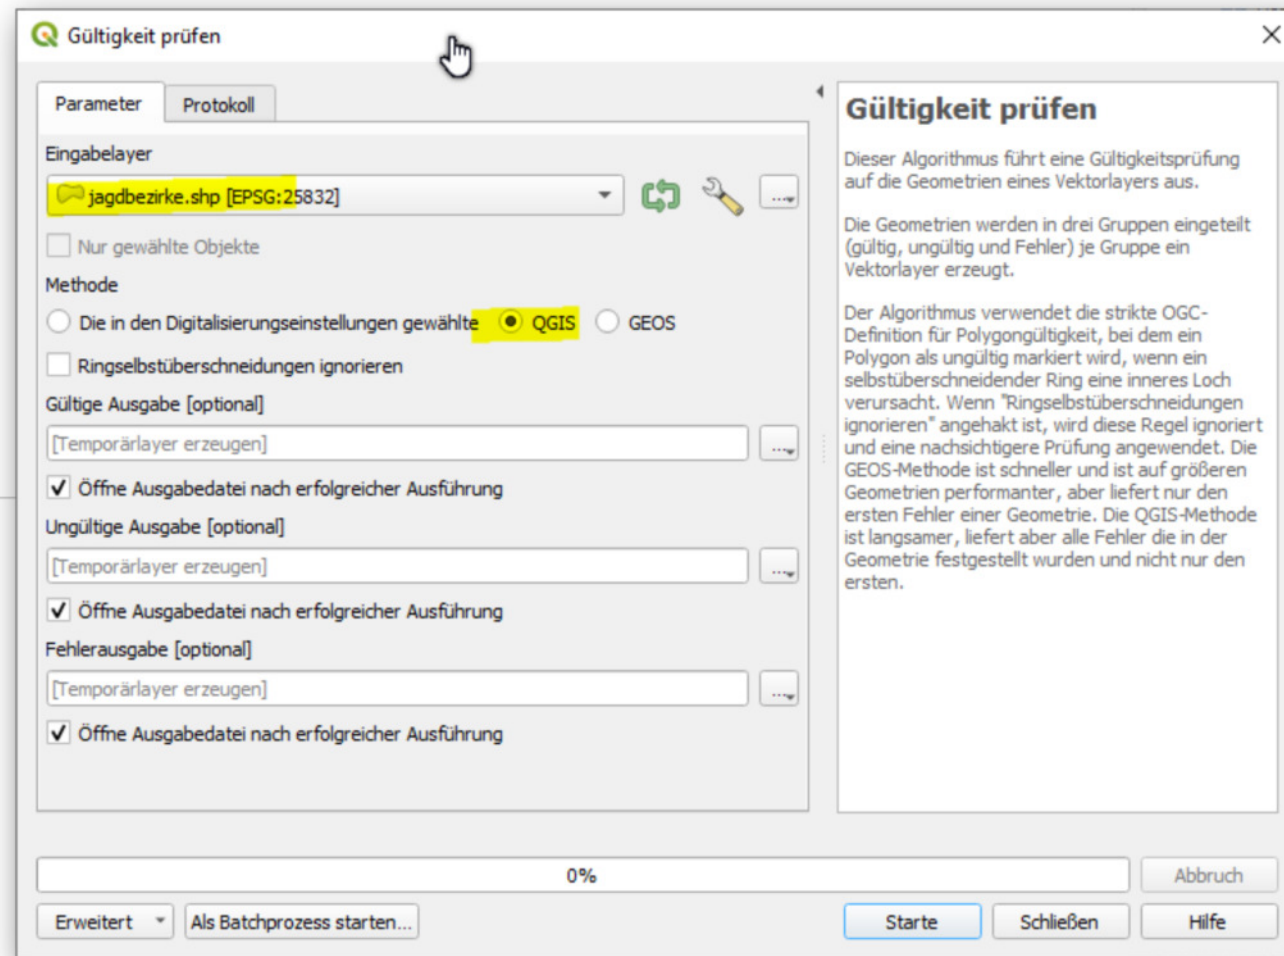 Gültigkeit prüfen
Parameter
Protokoll
Eingabelayer
jagdbezirke.shp [EPSG:25832]
...
Nur gewählte Objekte
Methode
Die in den Digitalisierungseinstellungen gewählte
QGIS
GEOS
Ringselbstüberschneidungen ignorieren
Gültige Ausgabe [optional]
[Temporärlayer erzeugen]
...
Öffne Ausgabedatei nach erfolgreicher Ausführung
Ungültige Ausgabe [optional]
[Temporärlayer erzeugen]
...
Öffne Ausgabedatei nach erfolgreicher Ausführung
Fehlerausgabe [optional]
[Temporärlayer erzeugen]
...
Öffne Ausgabedatei nach erfolgreicher Ausführung
Gültigkeit prüfen
Dieser Algorithmus führt eine Gültigkeitsprüfung
auf die Geometrien eines Vektorlayers aus.
Die Geometrien werden in drei Gruppen eingeteilt
(gültig, ungültig und Fehler) je Gruppe ein
Vektorlayer erzeugt.
Der Algorithmus verwendet die strikte OGC-
Definition für Polygongültigkeit, bei dem ein
Polygon als ungültig markiert wird, wenn ein
selbstüberschneidender Ring eine inneres Loch
verursacht. Wenn "Ringselbstüberschneidungen
ignorieren" angehakt ist, wird diese Regel ignoriert
und eine nachsichtigere Prüfung angewendet. Die
GEOS-Methode ist schneller und ist auf größeren
Geometrien performanter, aber liefert nur den
ersten Fehler einer Geometrie. Die QGIS-Methode
ist langsamer, liefert aber alle Fehler die in der
Geometrie festgestellt wurden und nicht nur den
ersten.
0%
Abbruch
Erweitert
Als Batchprozess starten...
Starte
Schließen
Hilfe